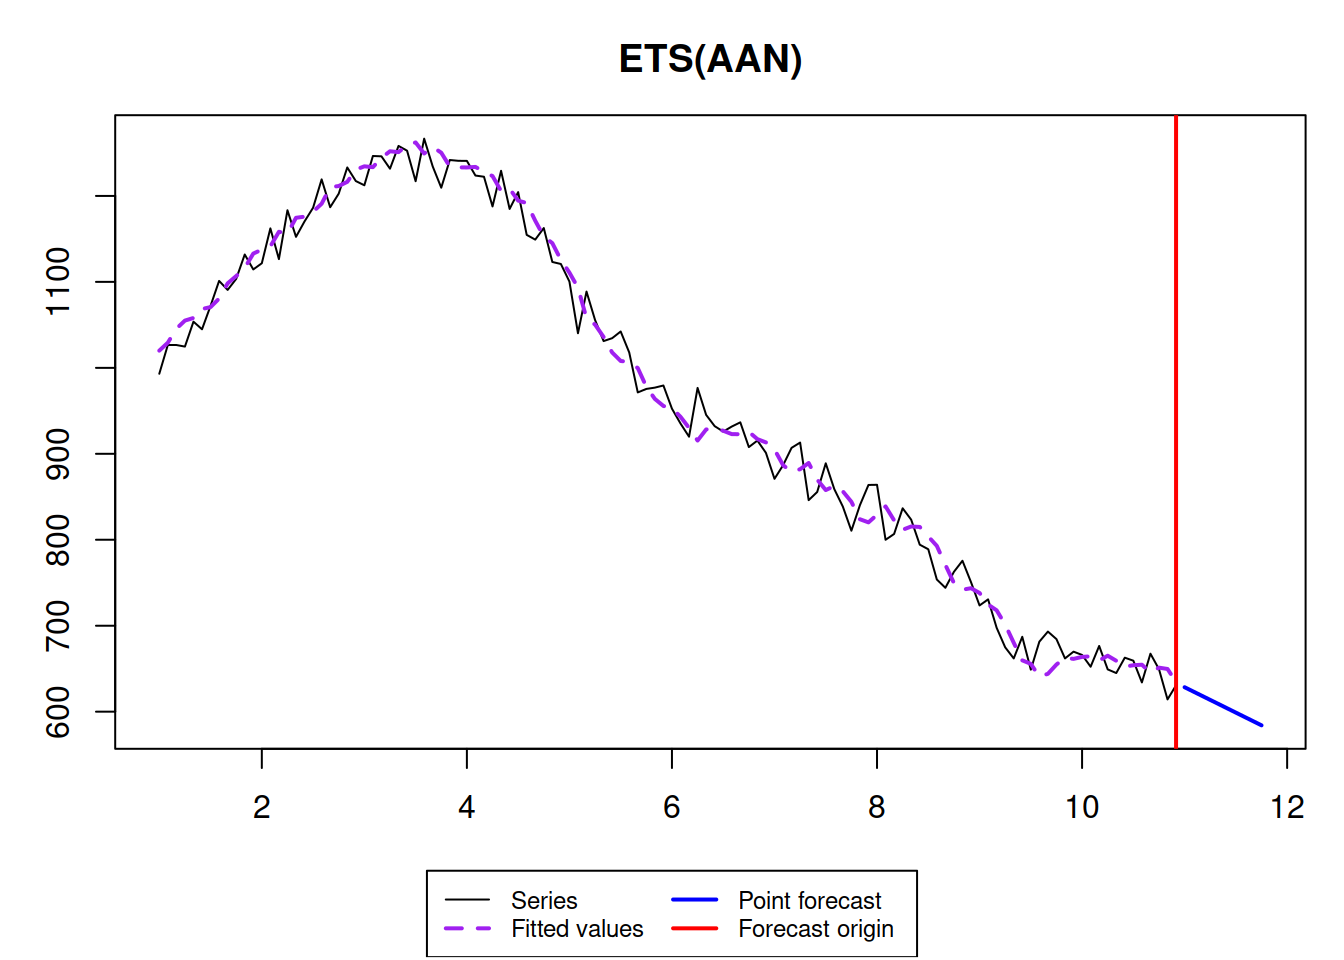 ETS(AAN)
1100
900
800
700
600
2 4 6 8 10 12
Series
Fitted values
Point forecast
Forecast origin